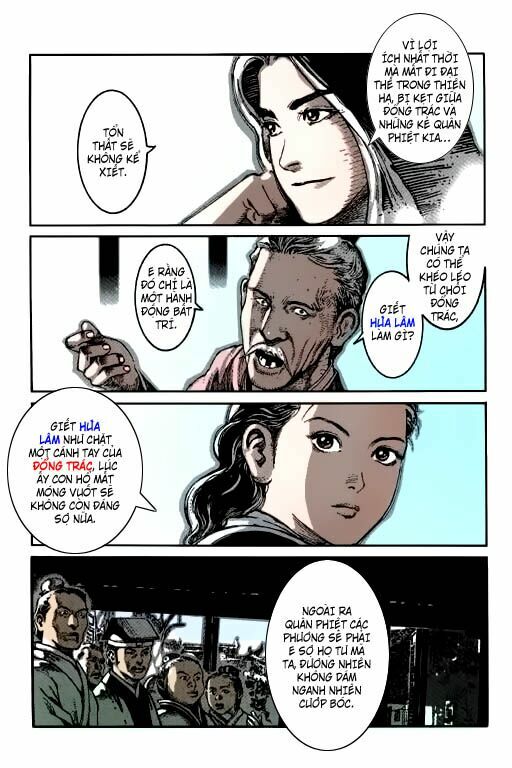 VÌ LỢI
ÍCH NHẤT THỜI
MÀ MẤT ĐI ĐẠI
THẾ TRONG THIÊN
HẠ, BỊ KẸT GIỮA
ĐỔNG TRÁC VÀ
NHỮNG KẺ QUÂN
PHIỆT KIA...
TỔN
THẤT SẼ
KHÔNG KỂ
XIẾT.
VẬY
CHÚNG TA
CÓ THỂ
KHÉO LÉO
TỪ CHỐI
ĐỔNG
TRÁC,
GIẾT
HỨA LÂM
LÀM GÌ?
E RẰNG
ĐÓ CHỈ LÀ
MỘT HÀNH
ĐỘNG BẤT
TRÍ.
GIẾT HỨA
LÂM NHƯ CHẶT
MỘT CÁNH TAY CỦA
ĐỔNG TRÁC, LÚC
ẤY CON HỔ MẤT
MÓNG VUỐT SẼ
KHÔNG CÒN ĐÁNG
SỢ NỮA.
NGOÀI RA
QUÂN PHIỆT CÁC
PHƯƠNG SẼ PHẢI
E SỢ HỌ TƯ MÃ
TA, ĐƯƠNG NHIÊN
KHÔNG DÁM
NGANH NHIÊN
CƯỚP BÓC.